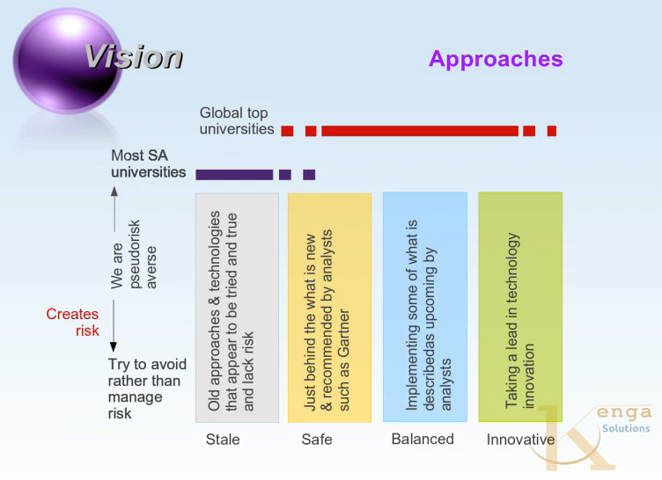 Vision
Approaches
Global top
universities
Most SA
universities
We are
pseudorisk
averse
Creates
risk
Try to avoid
rather than
manage
risk
Old approaches & technologies
that appear to be tried and true
and lack risk
Just behind the what is new
& recommended by analysts
such as Gartner
Implementing some of what is
describedas upcoming by
analysts
Taking a lead in technology
innovation
Stale
Safe
Balanced
Innovative
Kenga
Solutions